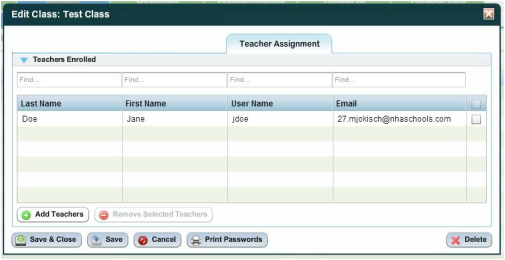 Edit Class: Test Class
Teacher Assignment
Teachers Enrolled
Find... Find... Find... Find...
Last Name First Name User Name Email
Doe Jane jdoe 27.mjokisch@nhaschools.com
Add Teachers Remove Selected Teachers
Save & Close Save Cancel Print Passwords Delete